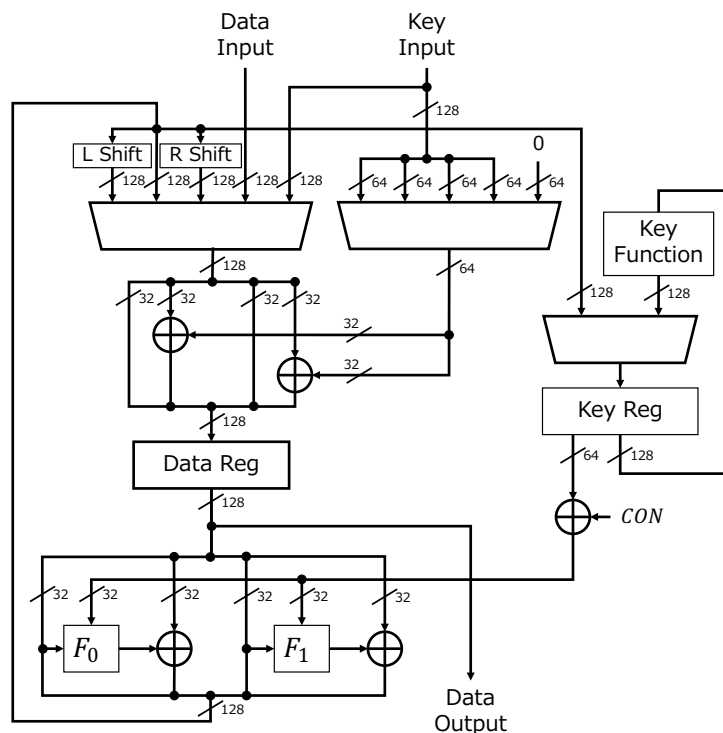 Data
Input
Key
Input
128
0
L Shift
R Shift
128
128
128
128
128
64
64
64
64
64
Key
Function
128
64
128
128
32
32
32
32
32
32
Key Reg
128
Data Reg
64
128
128
CON
32
32
32
32
32
32
F0
F1
128
Data
Output